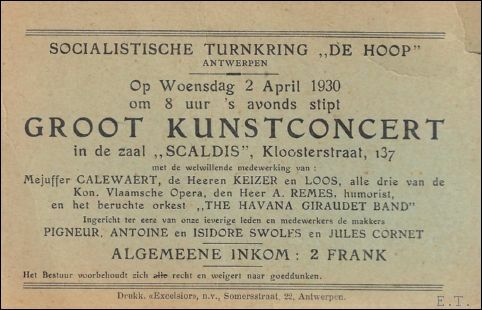 SOCIALISTISCHE TURNKRING „DE HOOP"
ANTWERPEN
Op Woensdag 2 April 1930
om 8 uur 's avonds stipt
GROOT KUNSTCONCERT
in de zaal „SCALDIS", Kloosterstraat, 137
met de welwillende medewerking van :
Mejuffer CALEWAERT, de Heeren KEIZER en LOOS, alle drie van de
Kon. Vlaamsche Opera, den Heer A. REMES, humorist,
en het beruchte orkest „THE HAVANA GIRAUDET BAND"
Ingericht ter eere van onze ieverige leden en medewerkers de makkers
PIGNEUR, ANTOINE en ISIDORE SWOLFS en JULES CORNET
ALGEMEENE INKOM : 2 FRANK
Het Bestuur voorbehoudt zich alle recht en weigert naar goeddunken.
Drukk. «Excelsior», n.v., Somersstraat, 22, Antwerpen.
E.T.